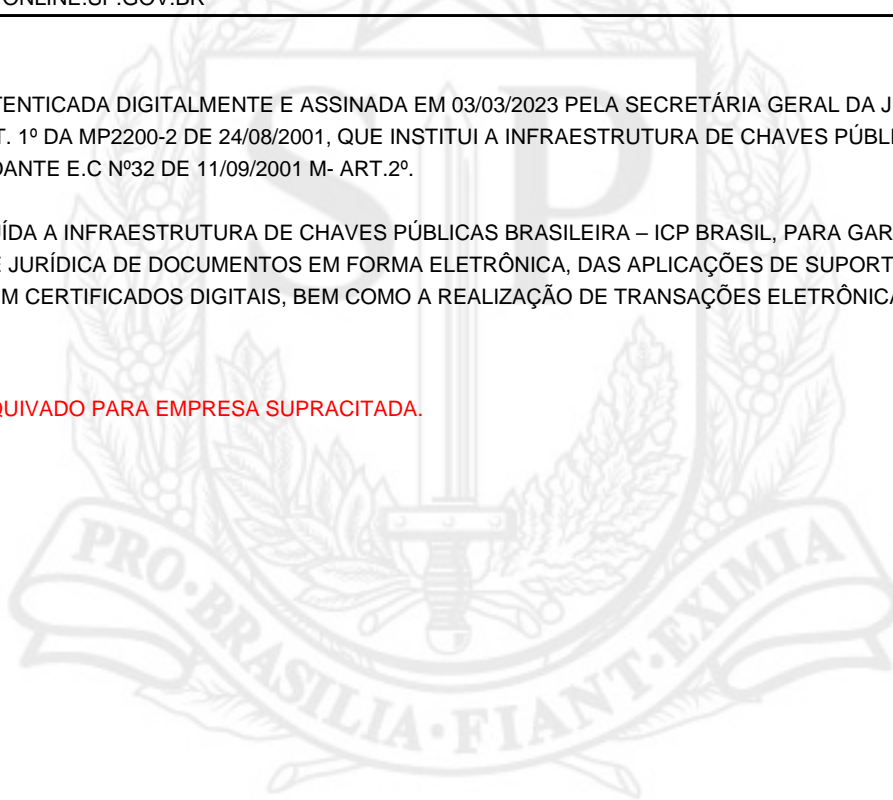 ONLINE.SP.GOV.BR
TENTICADA DIGITALMENTE E ASSINADA EM 03/03/2023 PELA SECRETÁRIA GERAL DA J
T. 1º DA MP2200-2 DE 24/08/2001, QUE INSTITUI A INFRAESTRUTURA DE CHAVES PÚBL
DANTE E.C Nº32 DE 11/09/2001 M- ART.2º.
UÍDA A INFRAESTRUTURA DE CHAVES PÚBLICAS BRASILEIRA – ICP BRASIL, PARA GAR
E JURÍDICA DE DOCUMENTOS EM FORMA ELETRÔNICA, DAS APLICAÇÕES DE SUPORT
M CERTIFICADOS DIGITAIS, BEM COMO A REALIZAÇÃO DE TRANSAÇÕES ELETRÔNICA
QUIVADO PARA EMPRESA SUPRACITADA.
SP
PRO·BRASILIA·FIANT·EXIMIA